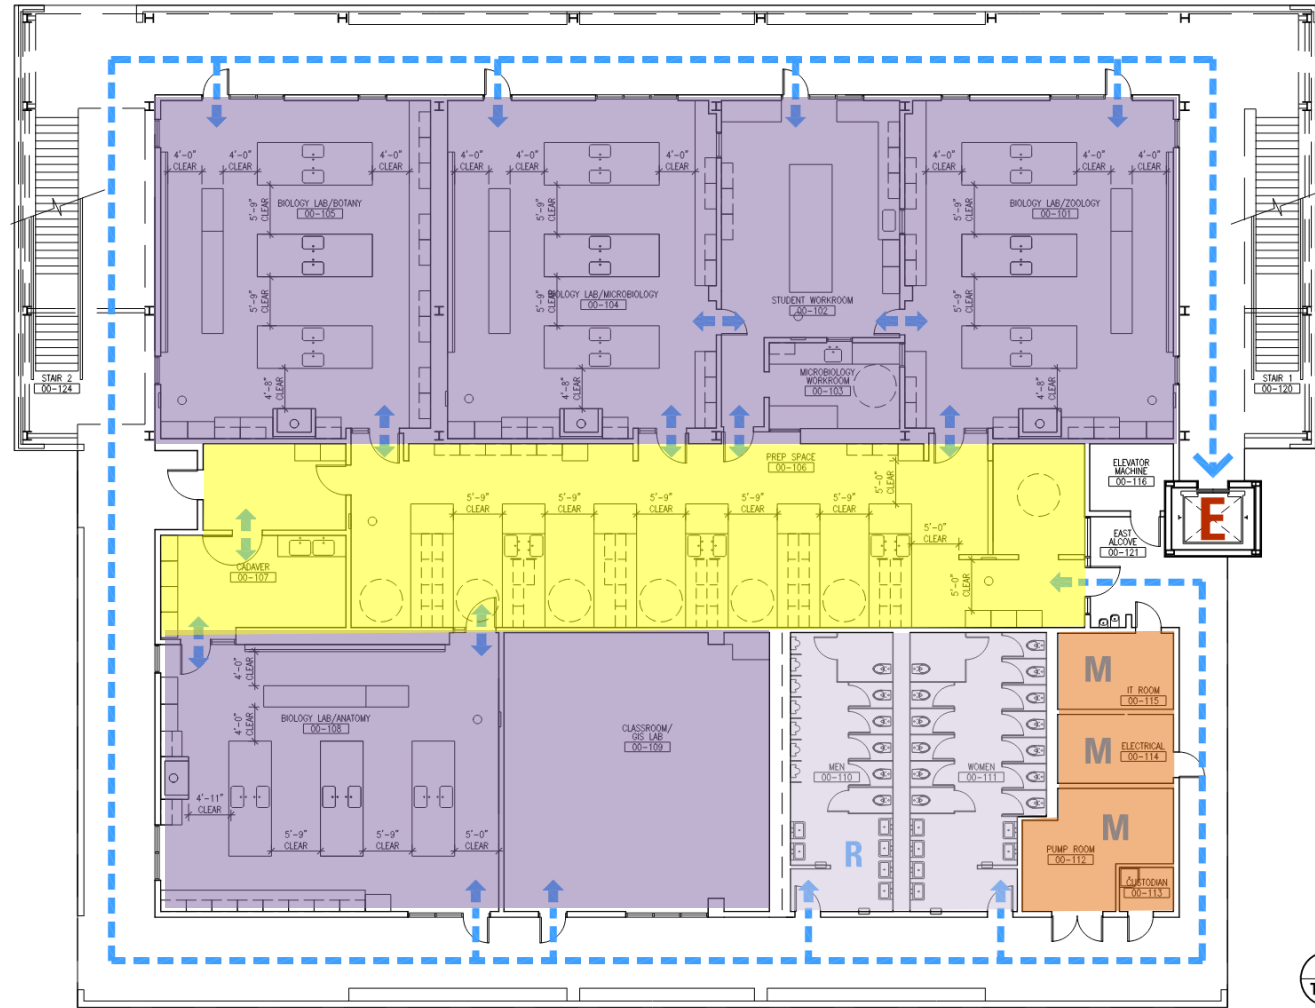 4'-0"
CLEAR
4'-0"
CLEAR
4'-0"
CLEAR
5'-9"
CLEAR
BIOLOGY LAB/BOTANY
00-105
5'-9"
CLEAR
4'-8"
CLEAR
4'-0"
CLEAR
4'-0"
CLEAR
4'-0"
CLEAR
5'-9"
CLEAR
BIOLOGY LAB/MICROBIOLOGY
00-104
5'-9"
CLEAR
4'-8"
CLEAR
STUDENT WORKROOM
00-102
MICROBIOLOGY
WORKROOM
00-103
4'-0"
CLEAR
4'-0"
CLEAR
4'-0"
CLEAR
5'-9"
CLEAR
BIOLOGY LAB/ZOOLOGY
00-101
5'-9"
CLEAR
4'-8"
CLEAR
STAIR 2
00-124
STAIR 1
00-120
PREP SPACE
00-106
5'-0"
CLEAR
ELEVATOR
MACHINE
00-116
E
5'-9"
CLEAR
5'-9"
CLEAR
5'-9"
CLEAR
5'-9"
CLEAR
5'-9"
CLEAR
5'-0"
CLEAR
EAST
ALCOVE
00-121
CADAVER
00-107
5'-0"
CLEAR
4'-0"
CLEAR
4'-0"
CLEAR
BIOLOGY LAB/ANATOMY
00-108
4'-11"
CLEAR
5'-9"
CLEAR
5'-9"
CLEAR
5'-0"
CLEAR
CLASSROOM/
GIS LAB
00-109
MEN
00-110
WOMEN
00-111
R
M
IT ROOM
00-115
M
ELECTRICAL
00-114
M
PUMP ROOM
00-112
CUSTODIAN
00-113